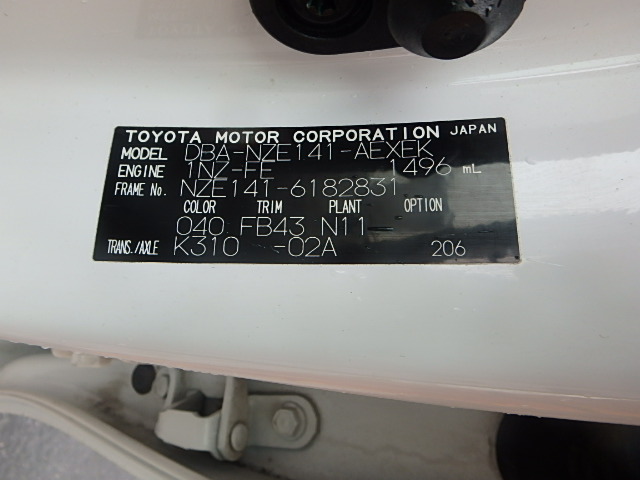 TOYOTA MOTOR CORPORATION JAPAN
MODEL DBA-NZE141-AEXEK
ENGINE 1NZ-FE 1496 mL
FRAME No. NZE141-6182831
COLOR TRIM PLANT OPTION
040 FB43 N11
TRANS./AXLE K310 -02A 206